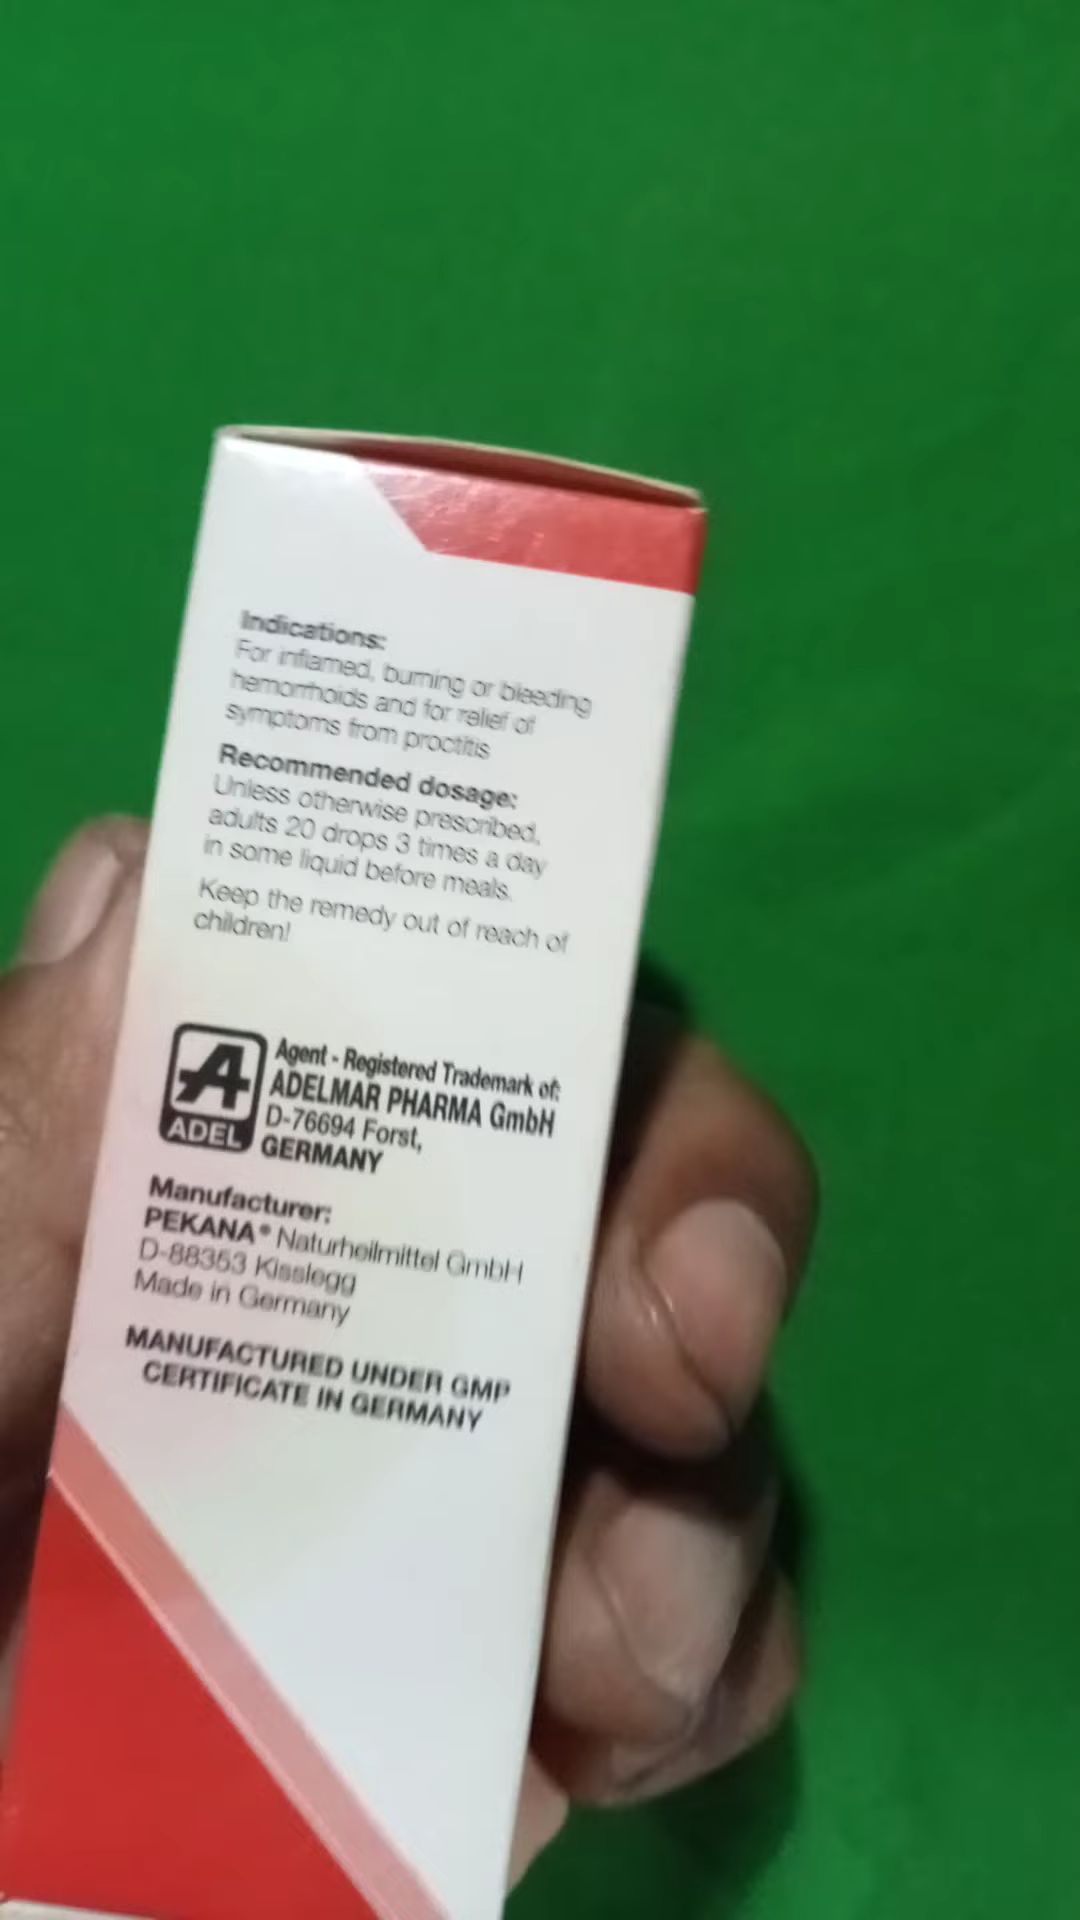 Indications:
For inflamed, burning or bleeding
hemorrhoids and for relief of
symptoms from proctitis
Recommended dosage:
Unless otherwise prescribed,
adults 20 drops 3 times a day
in some liquid before meals.
Keep the remedy out of reach of
children!
A
ADEL
Agent - Registered Trademark of:
ADELMAR PHARMA GmbH
D-76694 Forst,
GERMANY
Manufacturer:
PEKANA® Naturheilmittel GmbH
D-88353 Kisslegg
Made in Germany
MANUFACTURED UNDER GMP
CERTIFICATE IN GERMANY